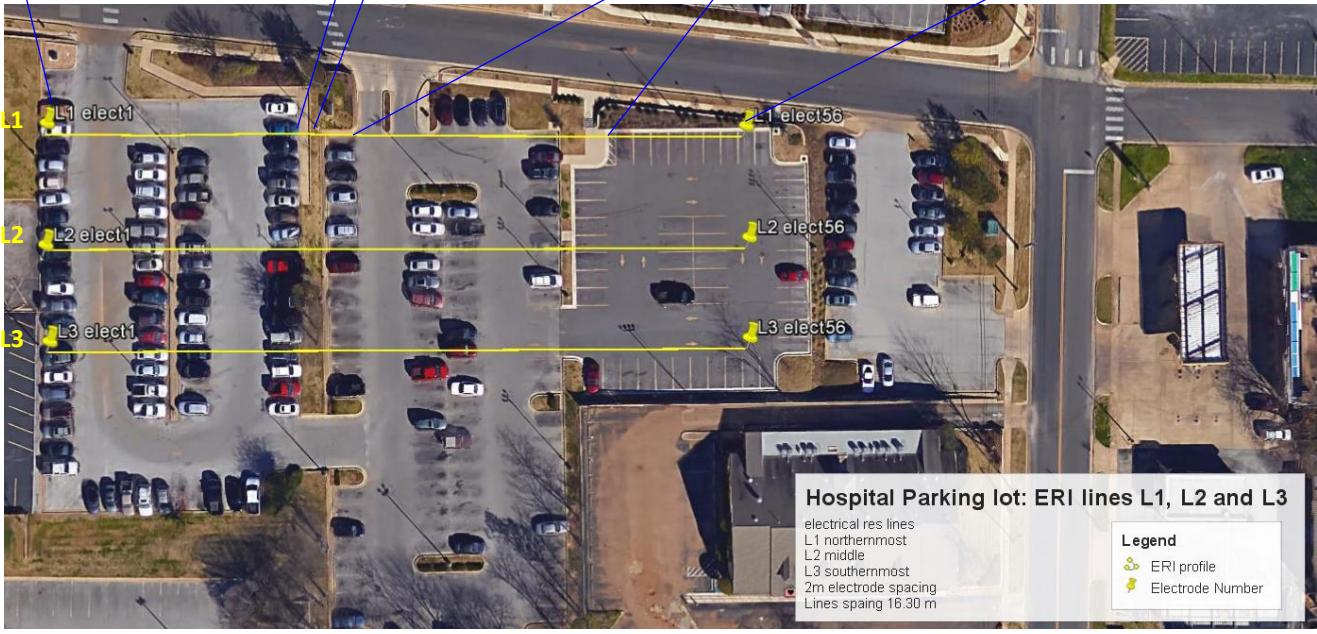 L1
L1 elect1
L1 elect56
L2
L2 elect1
L2 elect56
L3
L3 elect1
L3 elect56
Hospital Parking lot: ERI lines L1, L2 and L3
electrical res lines
L1 northernmost
L2 middle
L3 southernmost
2m electrode spacing
Lines spaing 16.30 m
Legend
ERI profile
Electrode Number